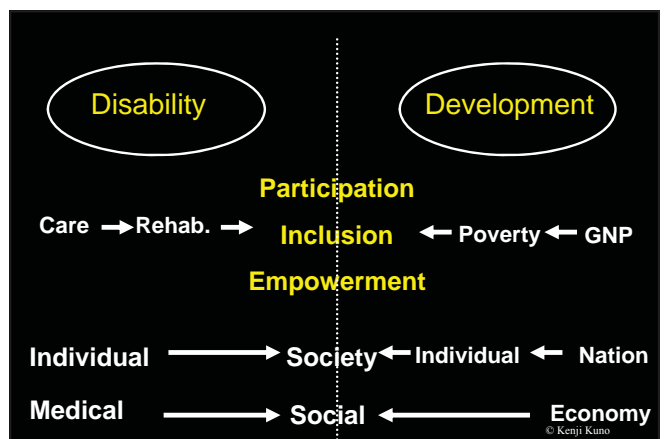 Disability Development
Participation
Care Rehab. Inclusion Poverty GNP
Empowerment
Individual Society Individual Nation
Medical Social Economy
© Kenji Kuno